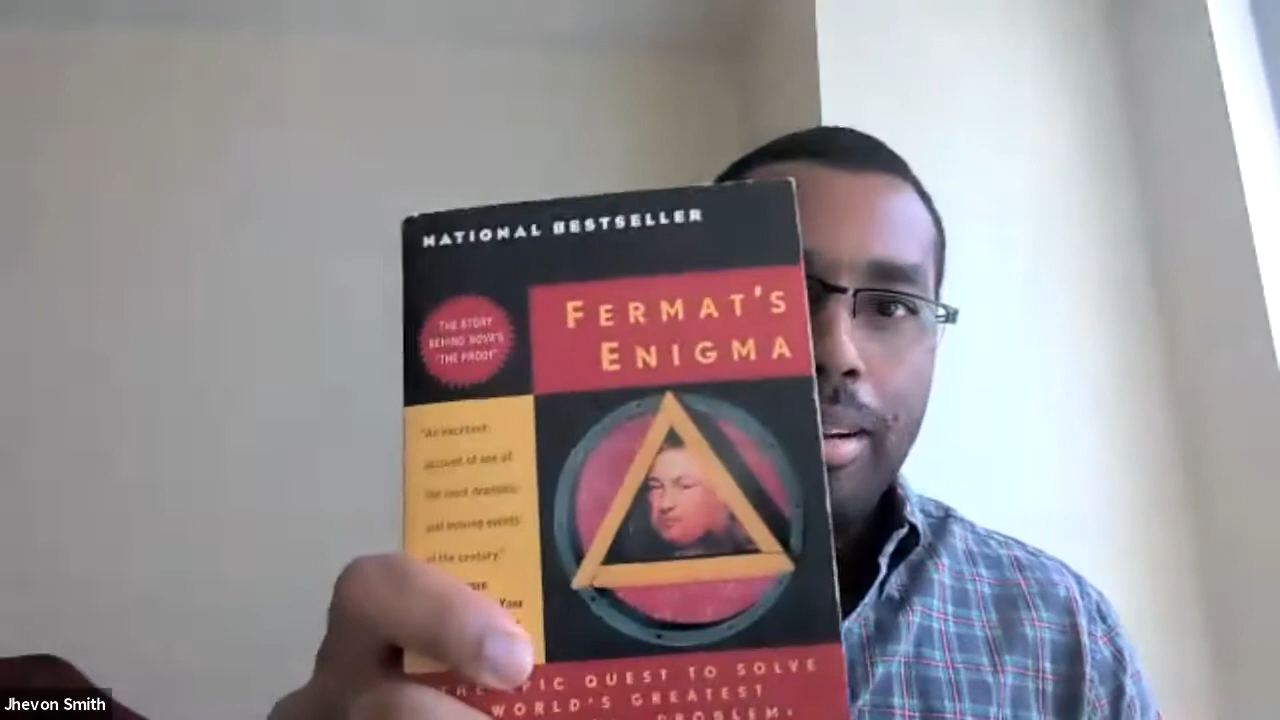 NATIONAL BESTSELLER
FERMAT'S
ENIGMA
THE STORY
BEHIND NOVA'S
"THE PROOF"
"An excellent
account of one of
the most dramatic
and moving events
of the century."
You
THE EPIC QUEST TO SOLVE
WORLD'S GREATEST
PROBLEM.
Jhevon Smith